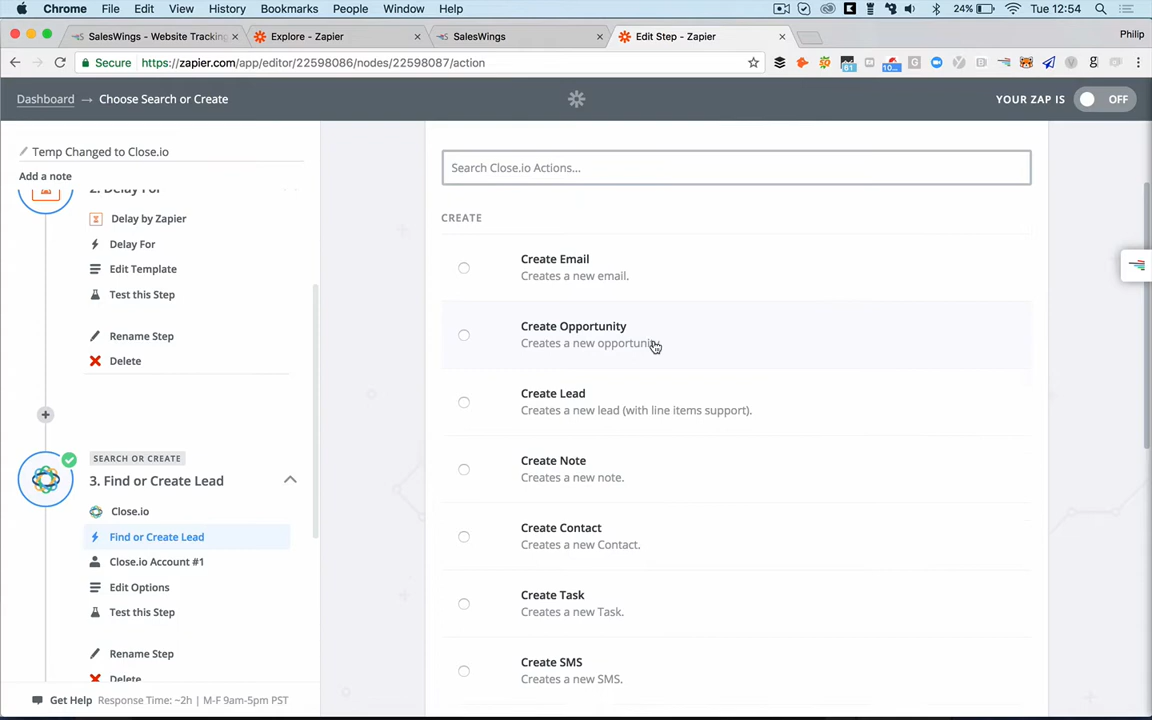 Chrome File Edit View History Bookmarks People Window Help 24% Tue 12:54
SalesWings - Website Tracking Explore - Zapier SalesWings Edit Step - Zapier Philip
Secure https://zapier.com/app/editor/22598086/nodes/22598087/action
Dashboard → Choose Search or Create YOUR ZAP IS OFF
Temp Changed to Close.io
Add a note
2. Delay For
Delay by Zapier
Delay For
Edit Template
Test this Step
Rename Step
Delete
SEARCH OR CREATE
3. Find or Create Lead
Close.io
Find or Create Lead
Close.io Account #1
Edit Options
Test this Step
Rename Step
Delete
Get Help Response Time: ~2h | M-F 9am-5pm PST
Search Close.io Actions...
CREATE
Create Email
Creates a new email.
Create Opportunity
Creates a new opportunity.
Create Lead
Creates a new lead (with line items support).
Create Note
Creates a new note.
Create Contact
Creates a new Contact.
Create Task
Creates a new Task.
Create SMS
Creates a new SMS.